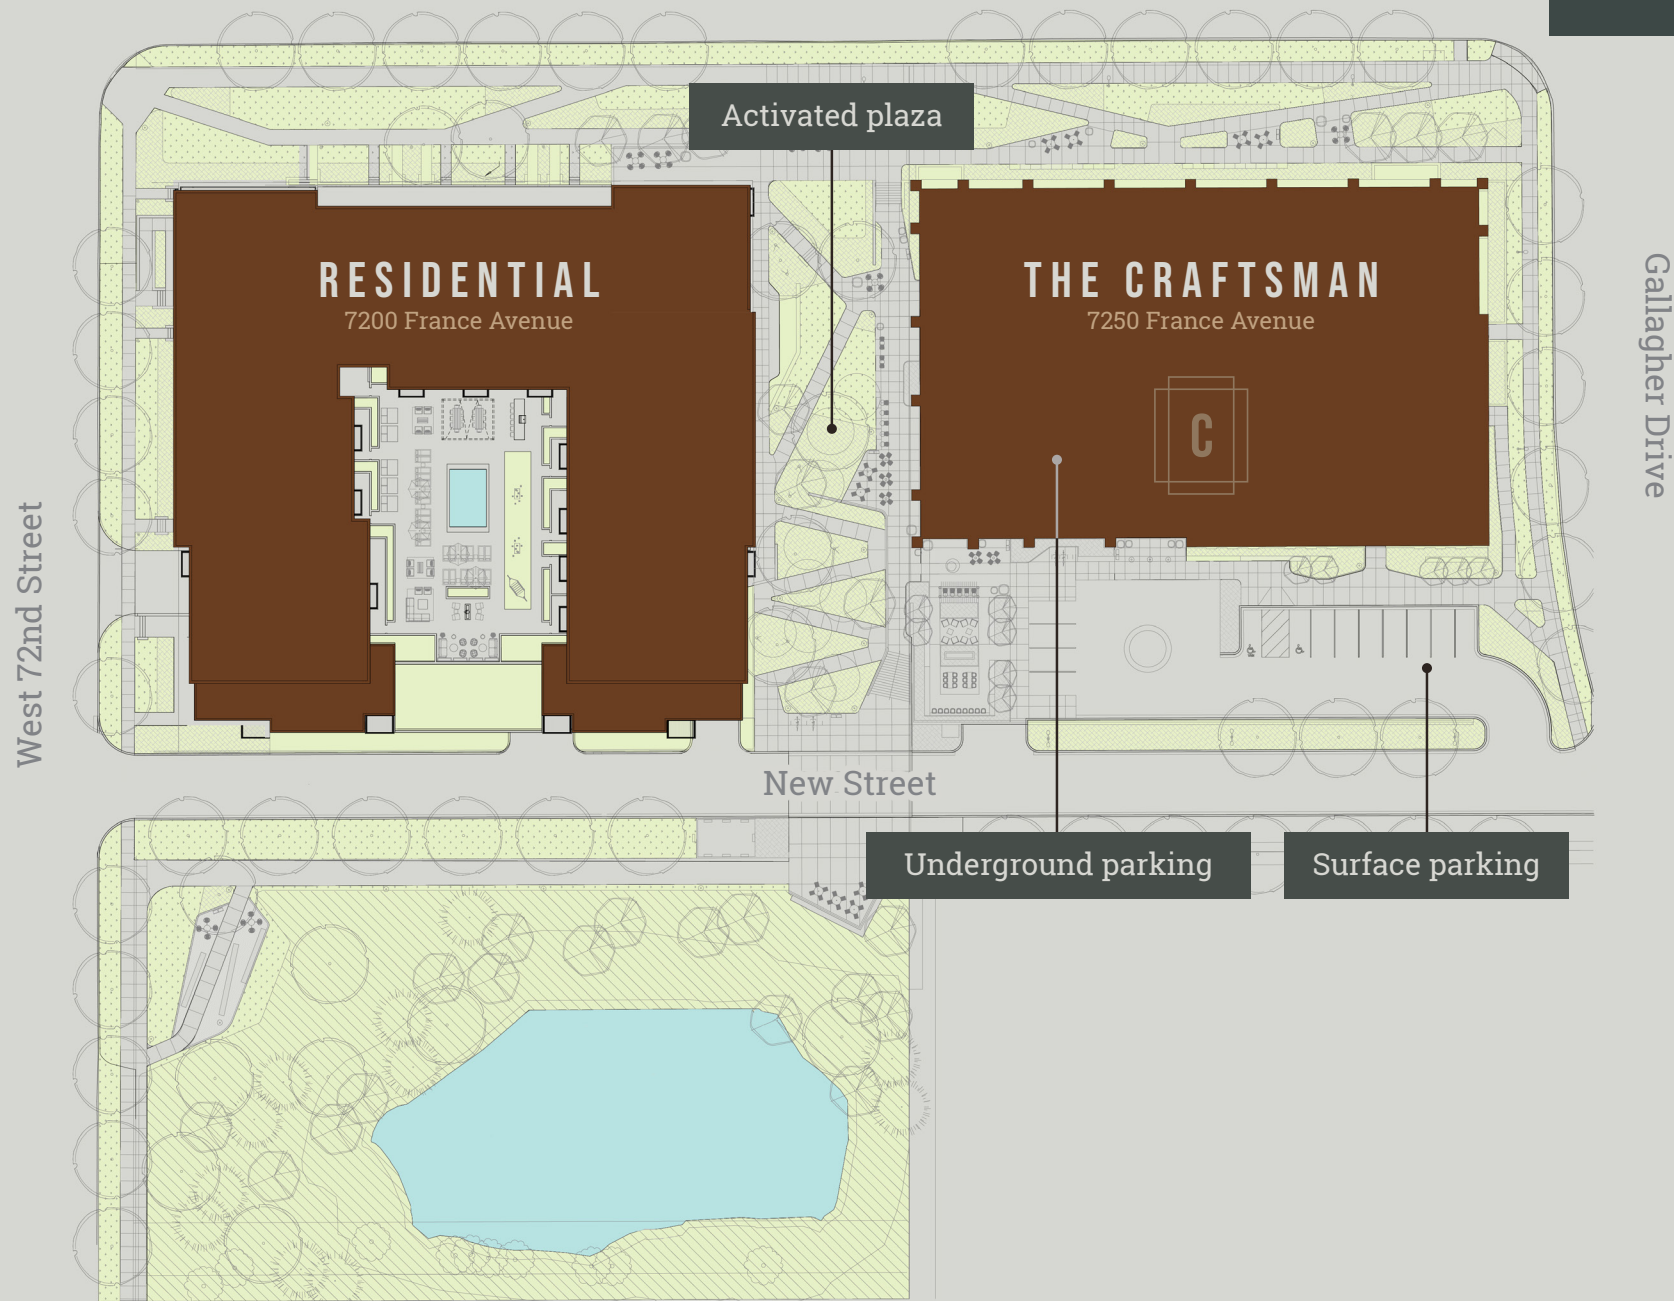 Activated plaza
RESIDENTIAL
7200 France Avenue
THE CRAFTSMAN
7250 France Avenue
C
Gallagher Drive
West 72nd Street
New Street
Underground parking
Surface parking